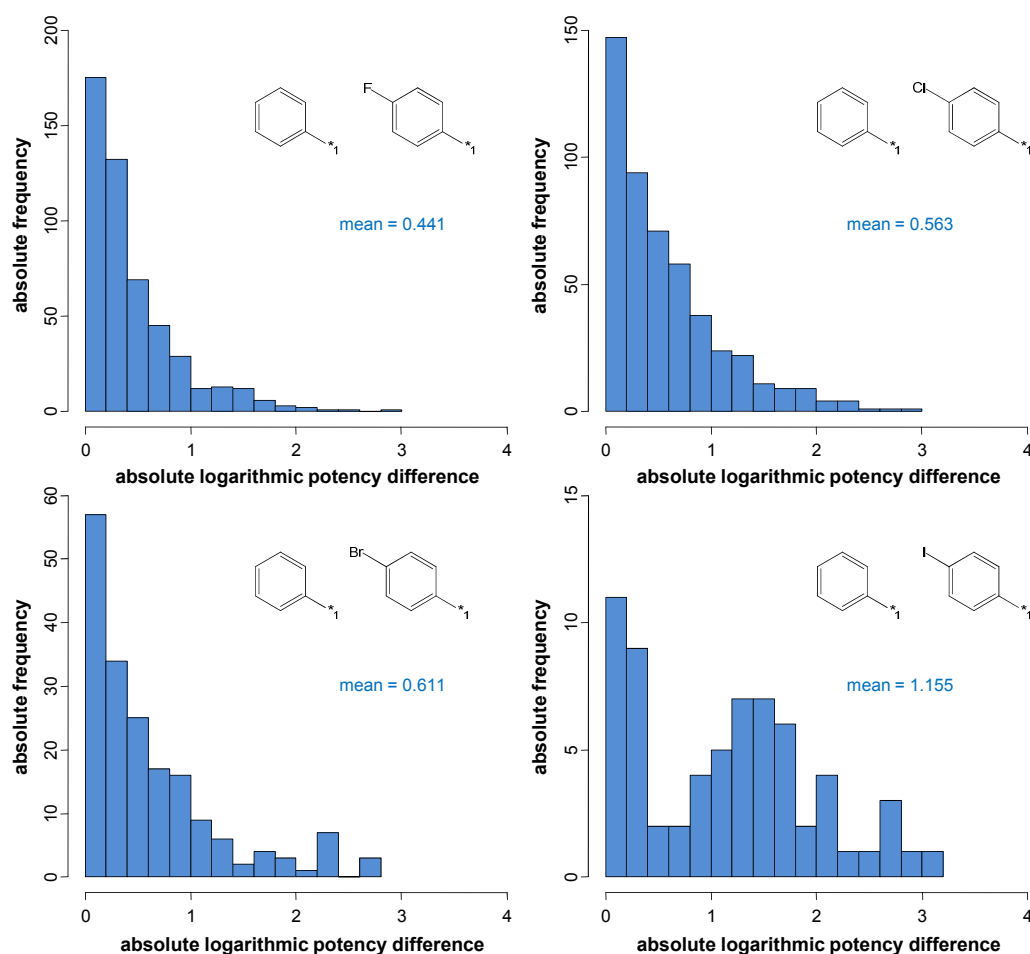 200
150
100
50
0
absolute frequency
F
*1
*1
mean = 0.441
0 1 2 3 4
absolute logarithmic potency difference
150
100
50
0
absolute frequency
Cl
*1
*1
mean = 0.563
0 1 2 3 4
absolute logarithmic potency difference
60
50
40
30
20
10
0
absolute frequency
Br
*1
*1
mean = 0.611
0 1 2 3 4
absolute logarithmic potency difference
15
10
5
0
absolute frequency
I
*1
*1
mean = 1.155
0 1 2 3 4
absolute logarithmic potency difference